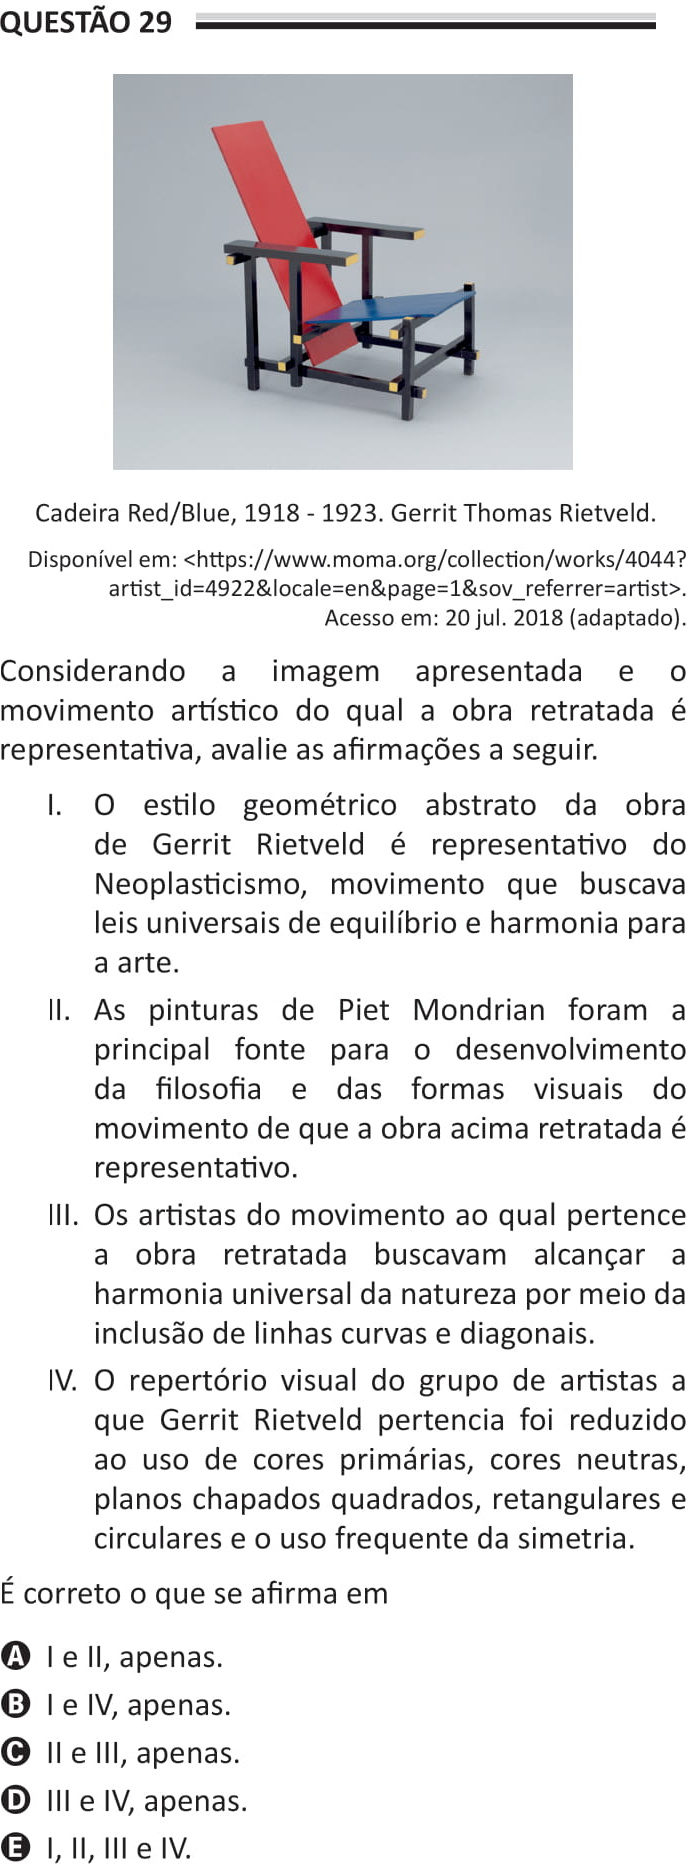 QUESTÃO 29
Cadeira Red/Blue, 1918 - 1923. Gerrit Thomas Rietveld.
Disponível em: <https://www.moma.org/collection/works/4044?
artist_id=4922&locale=en&page=1&sov_referrer=artist>.
Acesso em: 20 jul. 2018 (adaptado).
Considerando a imagem apresentada e o
movimento artístico do qual a obra retratada é
representativa, avalie as afirmações a seguir.
I. O estilo geométrico abstrato da obra
de Gerrit Rietveld é representativo do
Neoplasticismo, movimento que buscava
leis universais de equilíbrio e harmonia para
a arte.
II. As pinturas de Piet Mondrian foram a
principal fonte para o desenvolvimento
da filosofia e das formas visuais do
movimento de que a obra acima retratada é
representativo.
III. Os artistas do movimento ao qual pertence
a obra retratada buscavam alcançar a
harmonia universal da natureza por meio da
inclusão de linhas curvas e diagonais.
IV. O repertório visual do grupo de artistas a
que Gerrit Rietveld pertencia foi reduzido
ao uso de cores primárias, cores neutras,
planos chapados quadrados, retangulares e
circulares e o uso frequente da simetria.
É correto o que se afirma em
A I e II, apenas.
B I e IV, apenas.
C II e III, apenas.
D III e IV, apenas.
E I, II, III e IV.